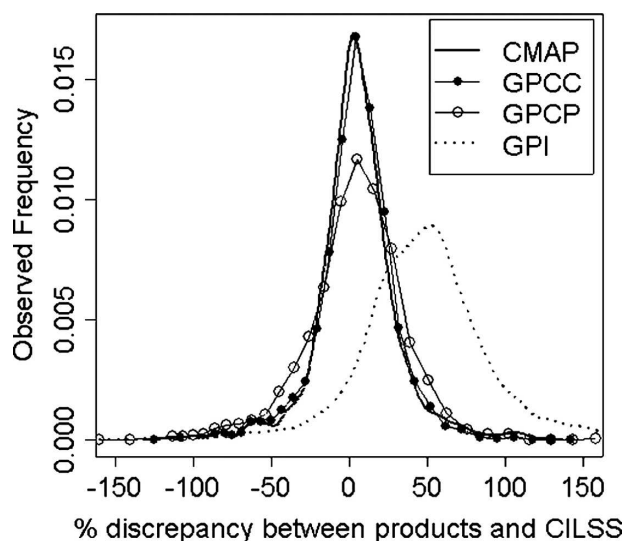 CMAP
GPCC
GPCP
GPI
Observed Frequency
0.015
0.010
0.005
0.000
-150 -100 -50 0 50 100 150
% discrepancy between products and CILSS